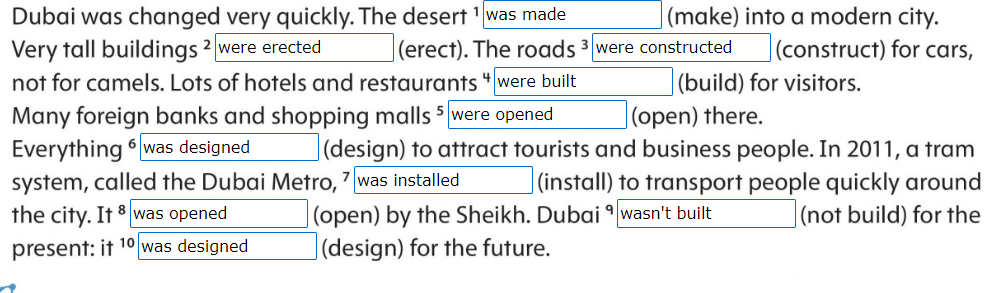 Dubai was changed very quickly. The desert ¹ was made (make) into a modern city.
Very tall buildings ² were erected (erect). The roads ³ were constructed (construct) for cars,
not for camels. Lots of hotels and restaurants ⁴ were built (build) for visitors.
Many foreign banks and shopping malls ⁵ were opened (open) there.
Everything ⁶ was designed (design) to attract tourists and business people. In 2011, a tram
system, called the Dubai Metro, ⁷ was installed (install) to transport people quickly around
the city. It ⁸ was opened (open) by the Sheikh. Dubai ⁹ wasn't built (not build) for the
present: it ¹⁰ was designed (design) for the future.